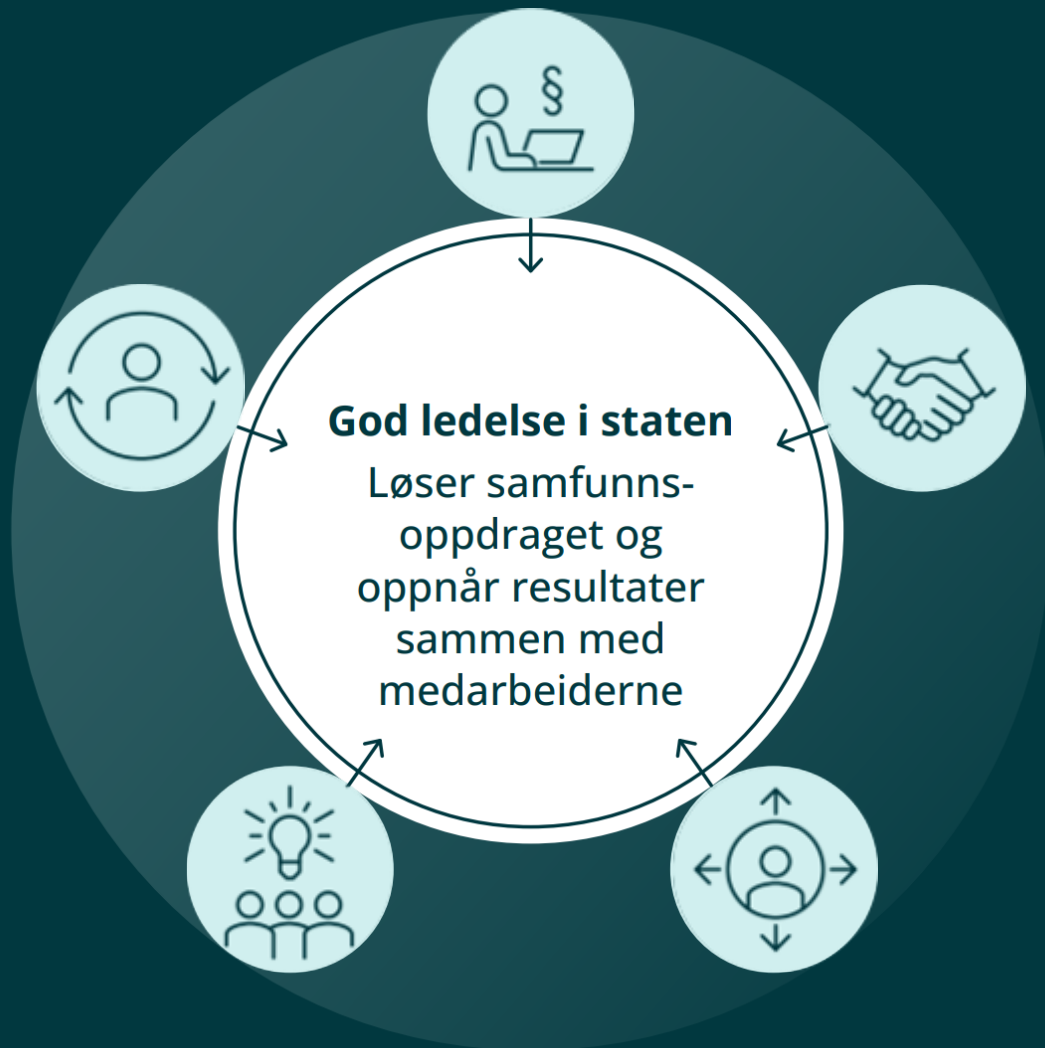 §
God ledelse i staten
Løser samfunns-
oppdraget og
oppnår resultater
sammen med
medarbeiderne